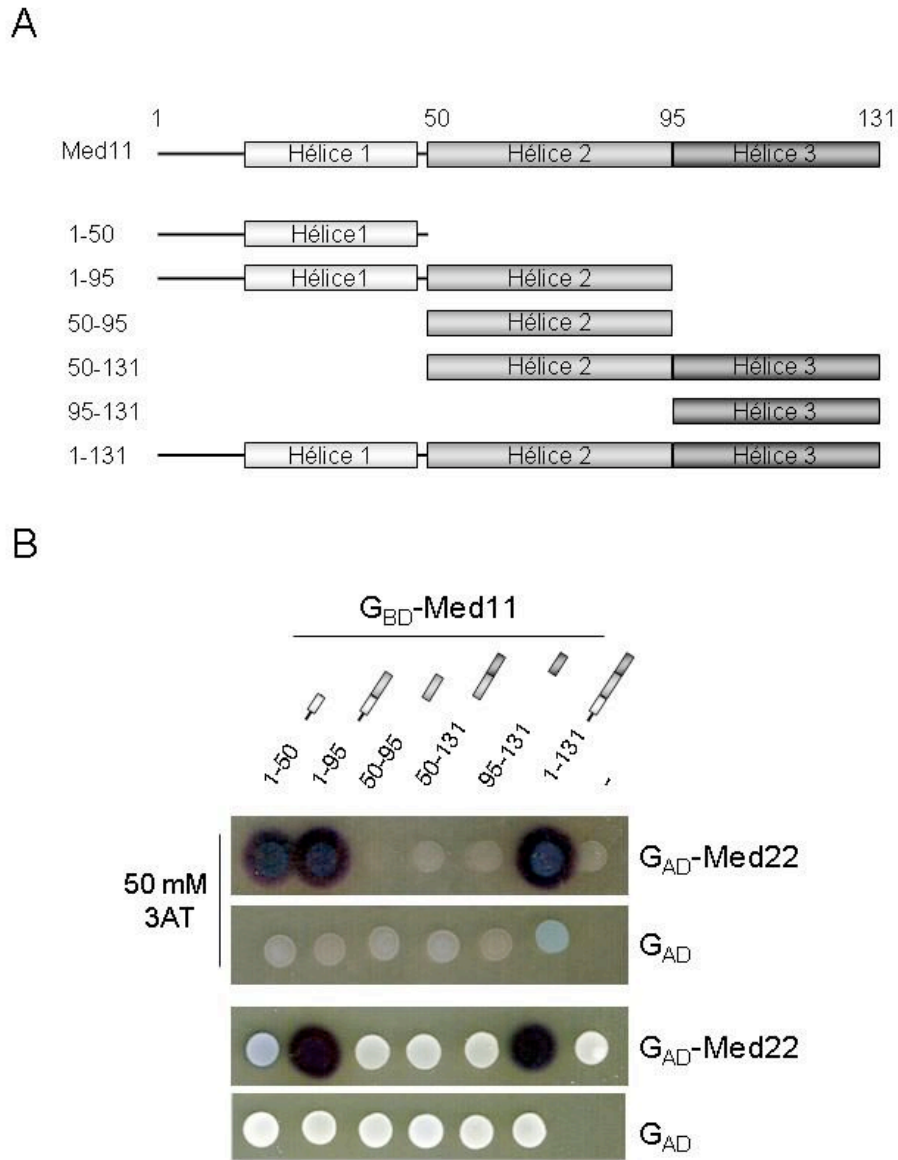 A
1 50 95 131
Med11 Hélice 1 Hélice 2 Hélice 3
1-50 Hélice1
1-95 Hélice1 Hélice 2
50-95 Hélice 2
50-131 Hélice 2 Hélice 3
95-131 Hélice 3
1-131 Hélice 1 Hélice 2 Hélice 3
B
GBD-Med11
1-50 1-95 50-95 50-131 95-131 1-131 -
50 mM
3AT
GAD-Med22
GAD
GAD-Med22
GAD